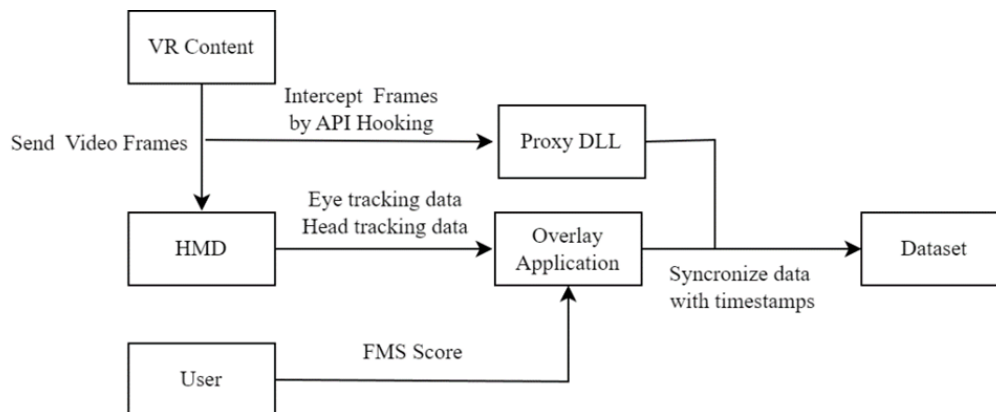 VR Content
Intercept Frames
by API Hooking
Send Video Frames
Proxy DLL
Eye tracking data
Head tracking data
HMD
Overlay
Application
Dataset
Syncronize data
with timestamps
FMS Score
User